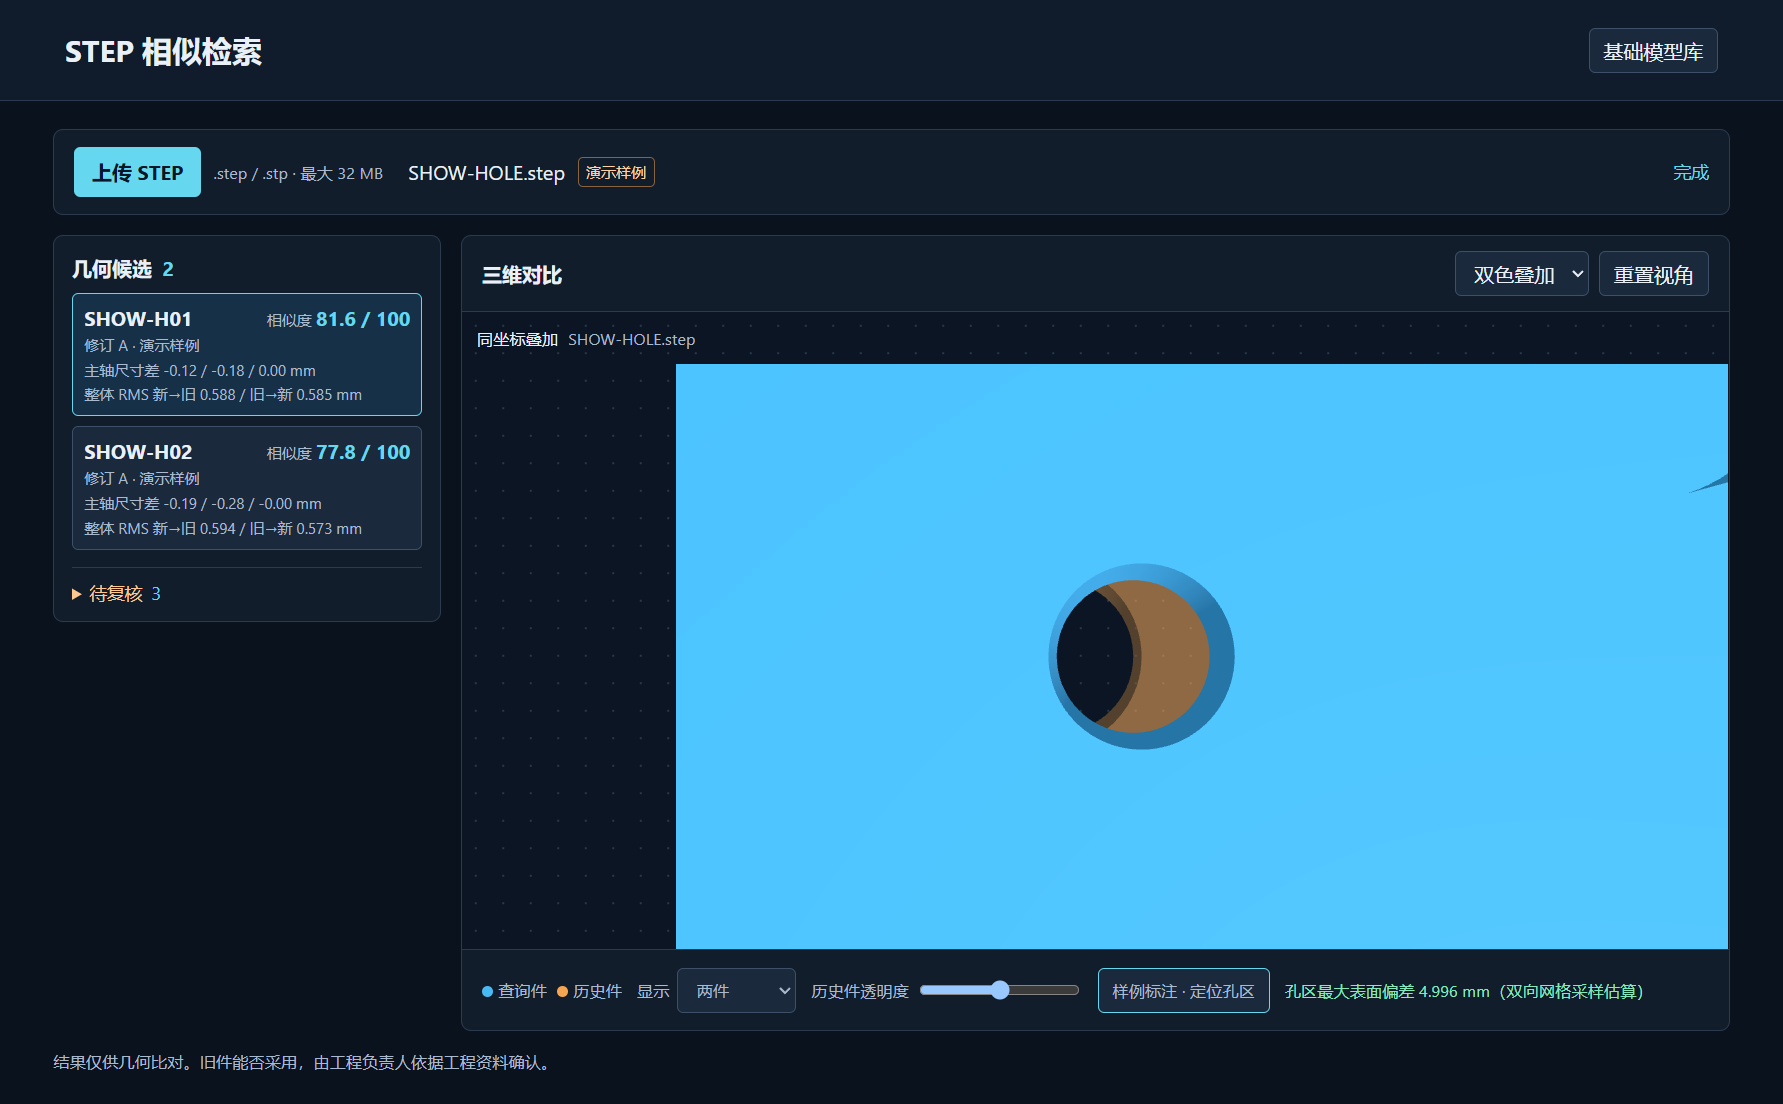 STEP 相似检索
基础模型库
上传 STEP
.step / .stp · 最大 32 MB
SHOW-HOLE.step
演示样例
完成
几何候选 2
SHOW-H01
相似度 81.6 / 100
修订 A · 演示样例
主轴尺寸差 -0.12 / -0.18 / 0.00 mm
整体 RMS 新→旧 0.588 / 旧→新 0.585 mm
SHOW-H02
相似度 77.8 / 100
修订 A · 演示样例
主轴尺寸差 -0.19 / -0.28 / -0.00 mm
整体 RMS 新→旧 0.594 / 旧→新 0.573 mm
待复核 3
三维对比
双色叠加
重置视角
同坐标叠加 SHOW-HOLE.step
查询件
历史件
显示
两件
历史件透明度
样例标注 · 定位孔区
孔区最大表面偏差 4.996 mm（双向网格采样估算）
结果仅供几何比对。旧件能否采用，由工程负责人依据工程资料确认。